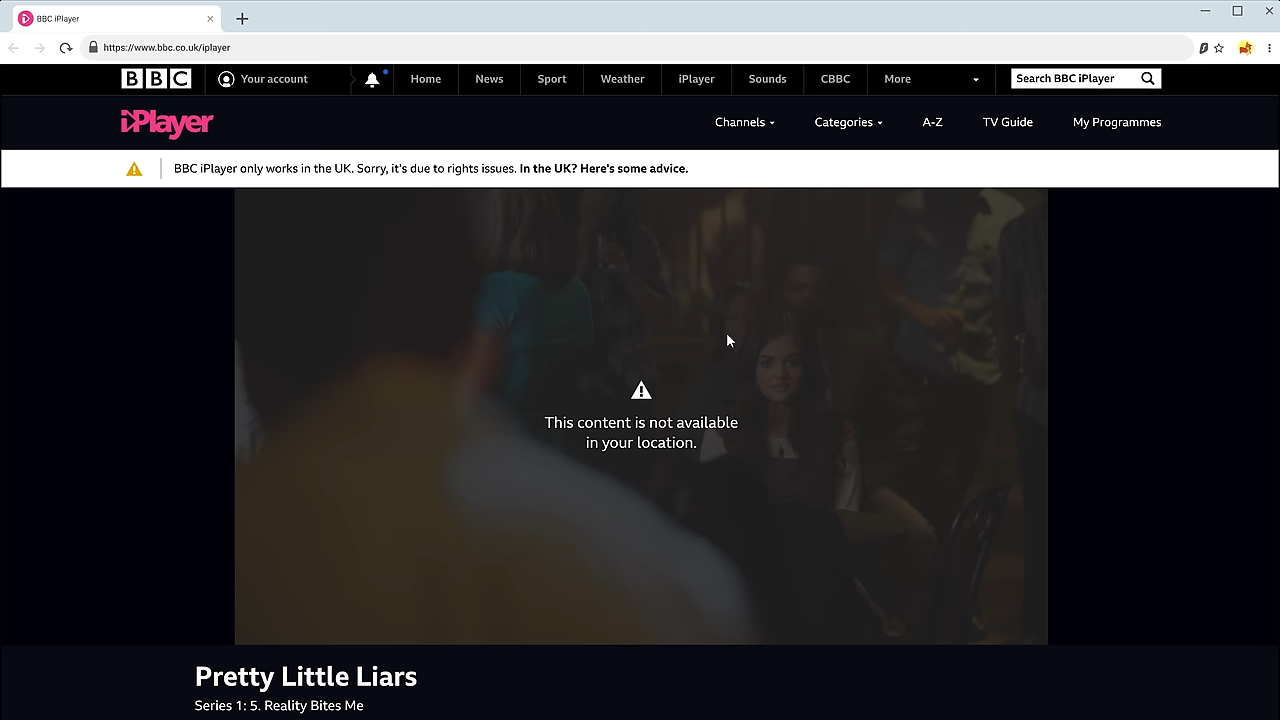 BBC iPlayer
https://www.bbc.co.uk/iplayer
BBC Your account Home News Sport Weather iPlayer Sounds CBBC More Search BBC iPlayer
iPlayer Channels Categories A-Z TV Guide My Programmes
BBC iPlayer only works in the UK. Sorry, it's due to rights issues. In the UK? Here's some advice.
This content is not available
in your location.
Pretty Little Liars
Series 1: 5. Reality Bites Me